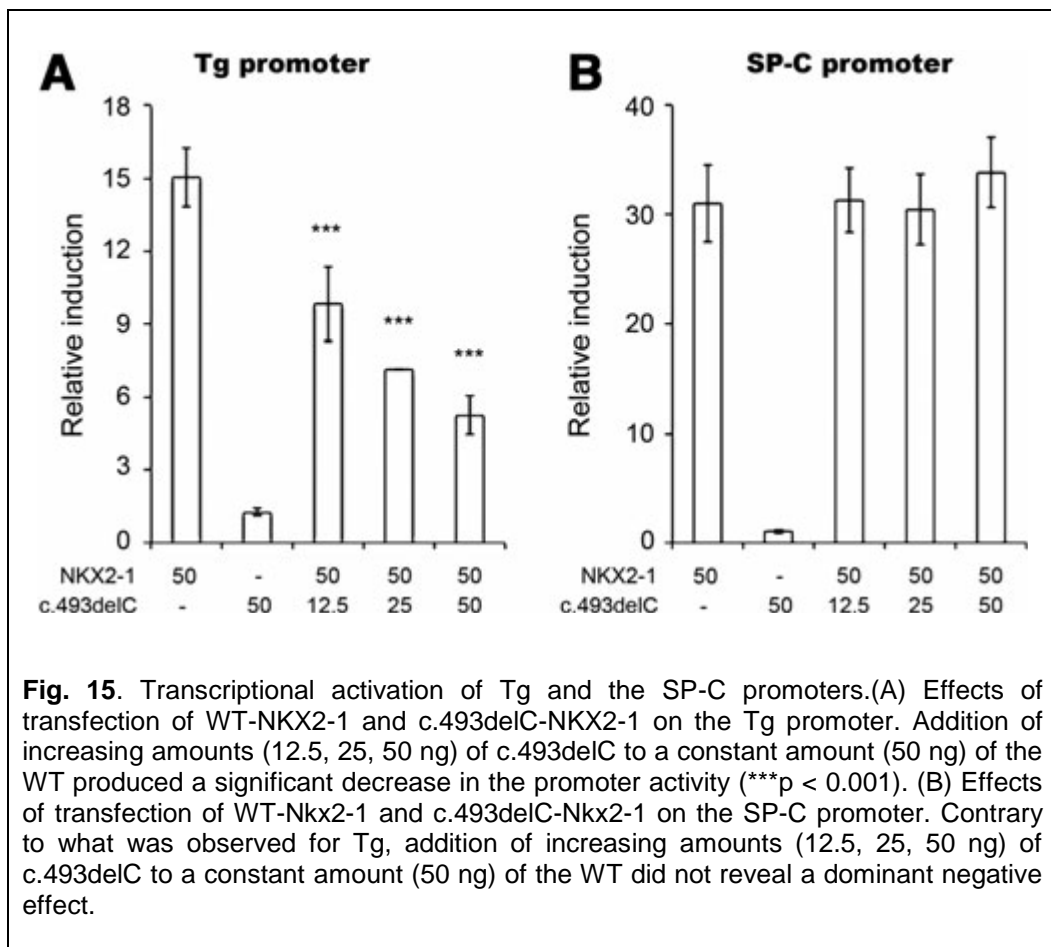 A Tg promoter
18
15
12
9
6
3
0
Relative induction
***
***
***
NKX2-1 50 - 50 50 50
c.493delC - 50 12.5 25 50
B SP-C promoter
40
30
20
10
0
Relative induction
NKX2-1 50 - 50 50 50
c.493delC - 50 12.5 25 50
Fig. 15. Transcriptional activation of Tg and the SP-C promoters.(A) Effects of
transfection of WT-NKX2-1 and c.493delC-NKX2-1 on the Tg promoter. Addition of
increasing amounts (12.5, 25, 50 ng) of c.493delC to a constant amount (50 ng) of the
WT produced a significant decrease in the promoter activity (***p < 0.001). (B) Effects
of transfection of WT-Nkx2-1 and c.493delC-Nkx2-1 on the SP-C promoter. Contrary
to what was observed for Tg, addition of increasing amounts (12.5, 25, 50 ng) of
c.493delC to a constant amount (50 ng) of the WT did not reveal a dominant negative
effect.